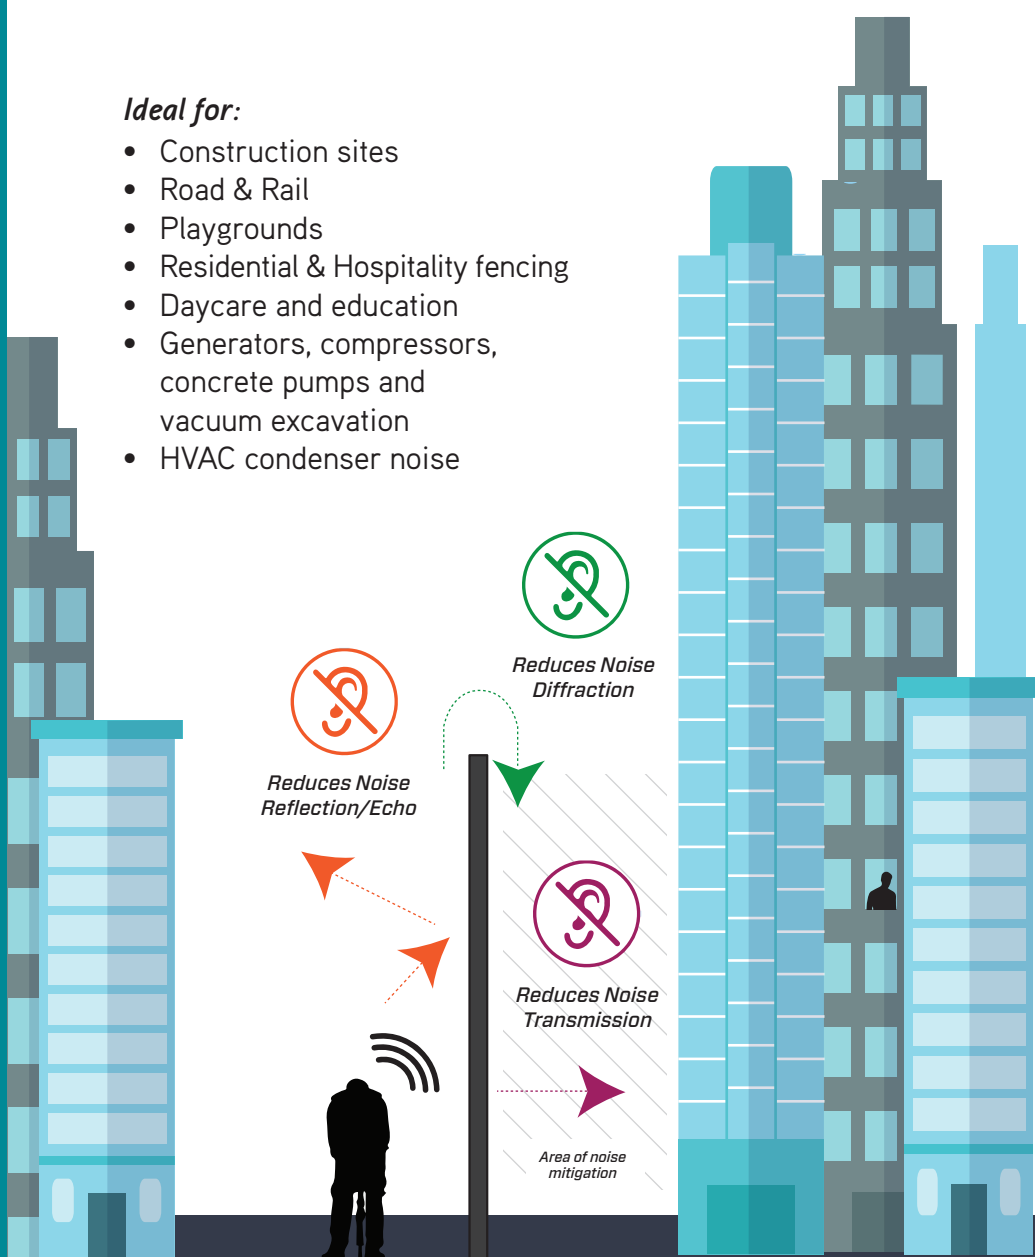 Ideal for:
• Construction sites
• Road & Rail
• Playgrounds
• Residential & Hospitality fencing
• Daycare and education
• Generators, compressors,
concrete pumps and
vacuum excavation
• HVAC condenser noise
Reduces Noise
Diffraction
Reduces Noise
Reflection/Echo
Reduces Noise
Transmission
Area of noise
mitigation